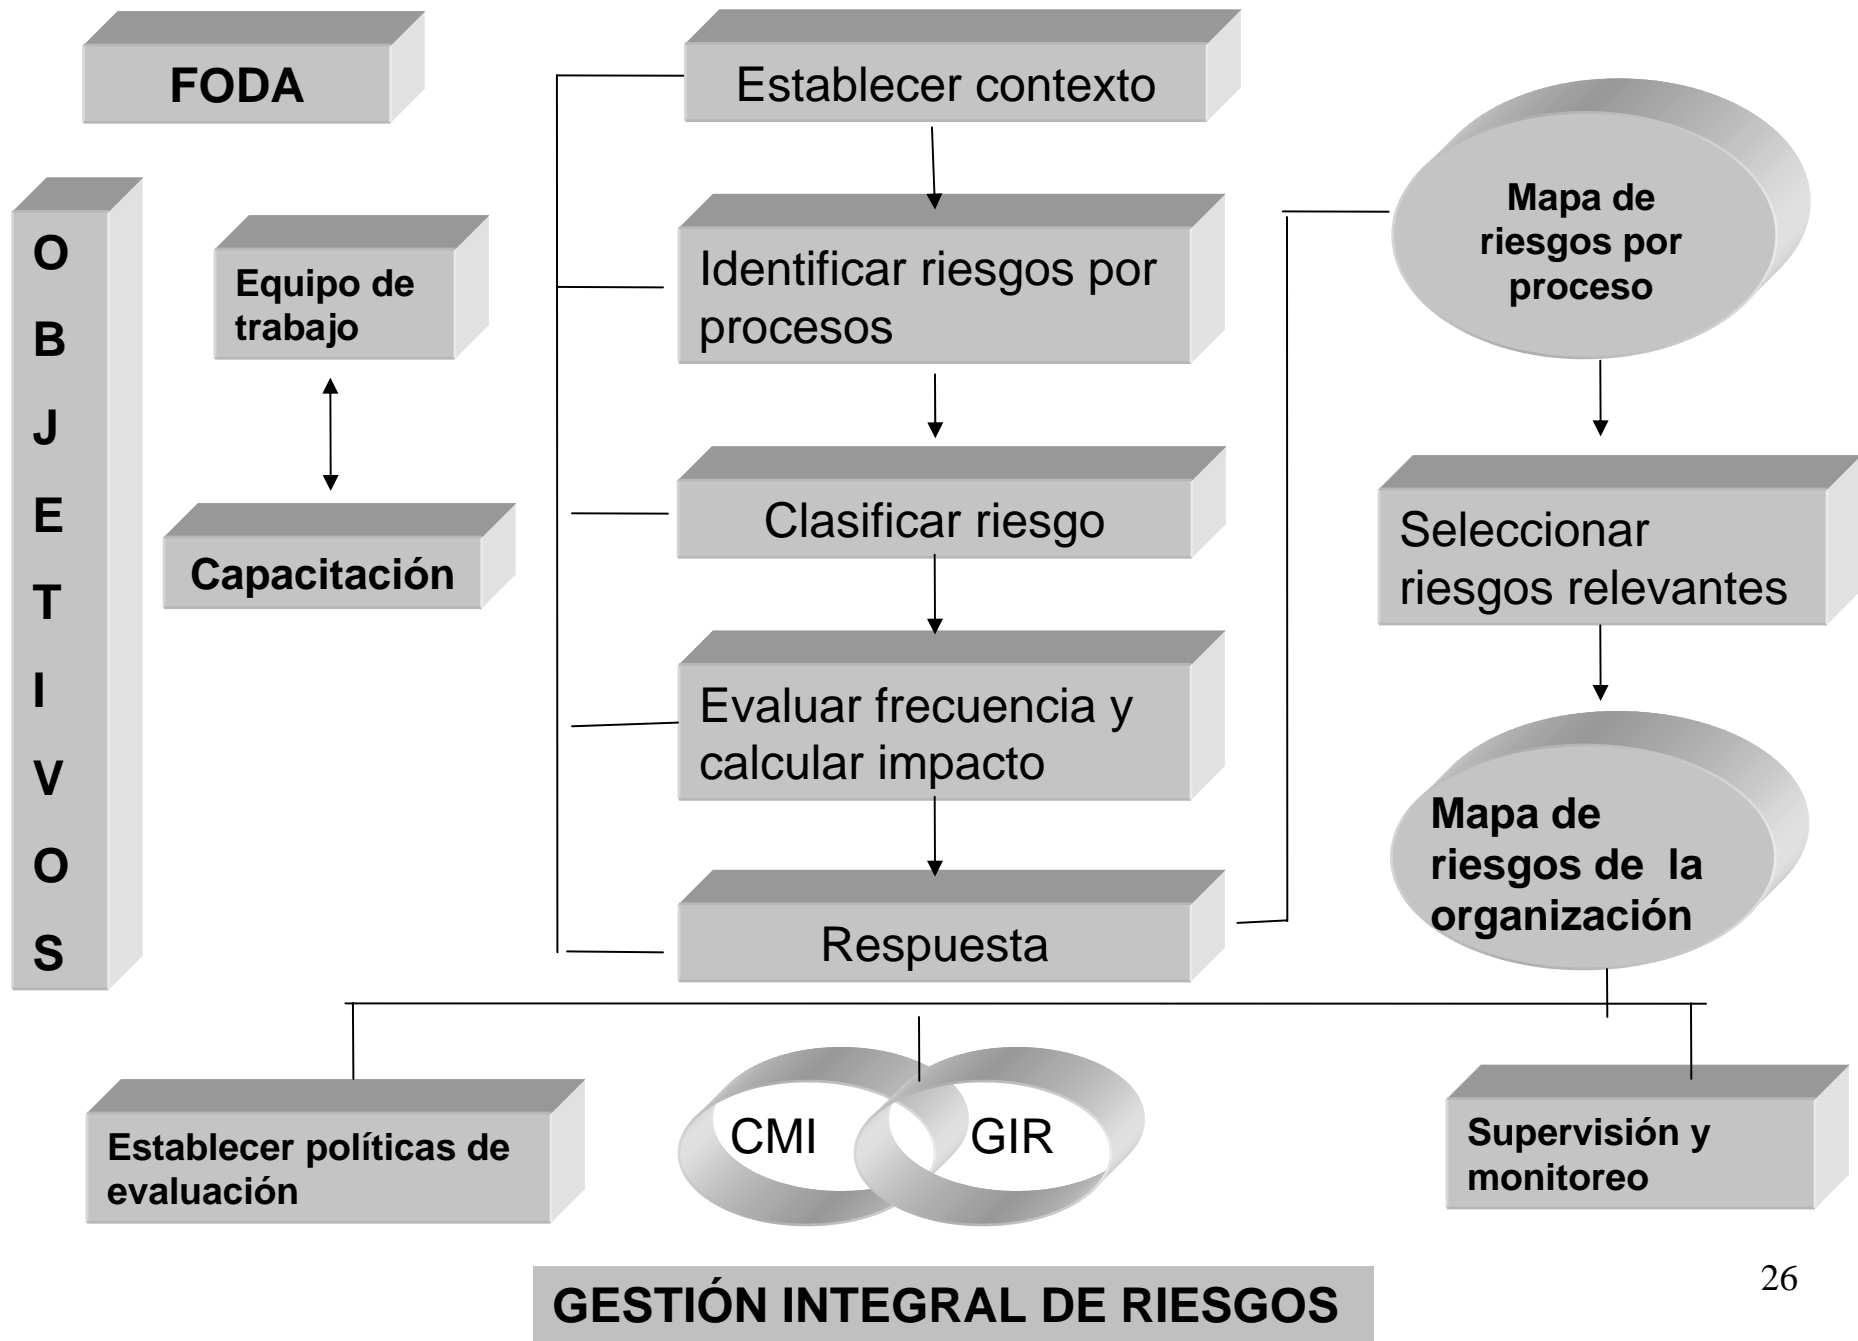 FODA
O
B
J
E
T
I
V
O
S
Equipo de
trabajo
Capacitación
Establecer contexto
Identificar riesgos por
procesos
Clasificar riesgo
Evaluar frecuencia y
calcular impacto
Respuesta
Mapa de
riesgos por
proceso
Seleccionar
riesgos relevantes
Mapa de
riesgos de la
organización
Establecer políticas de
evaluación
CMI
GIR
Supervisión y
monitoreo
GESTIÓN INTEGRAL DE RIESGOS
26